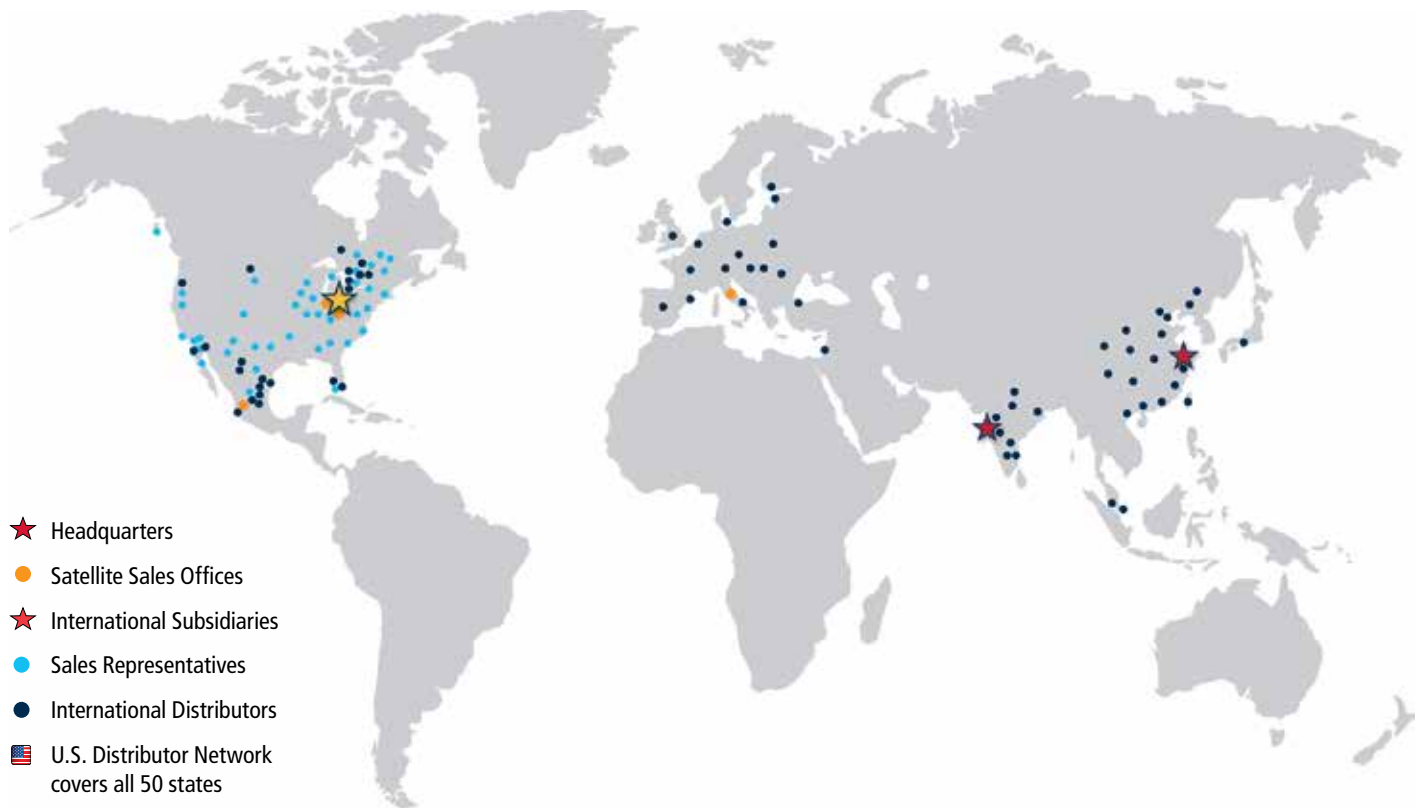 Headquarters
Satellite Sales Offices
International Subsidiaries
Sales Representatives
International Distributors
U.S. Distributor Network
covers all 50 states